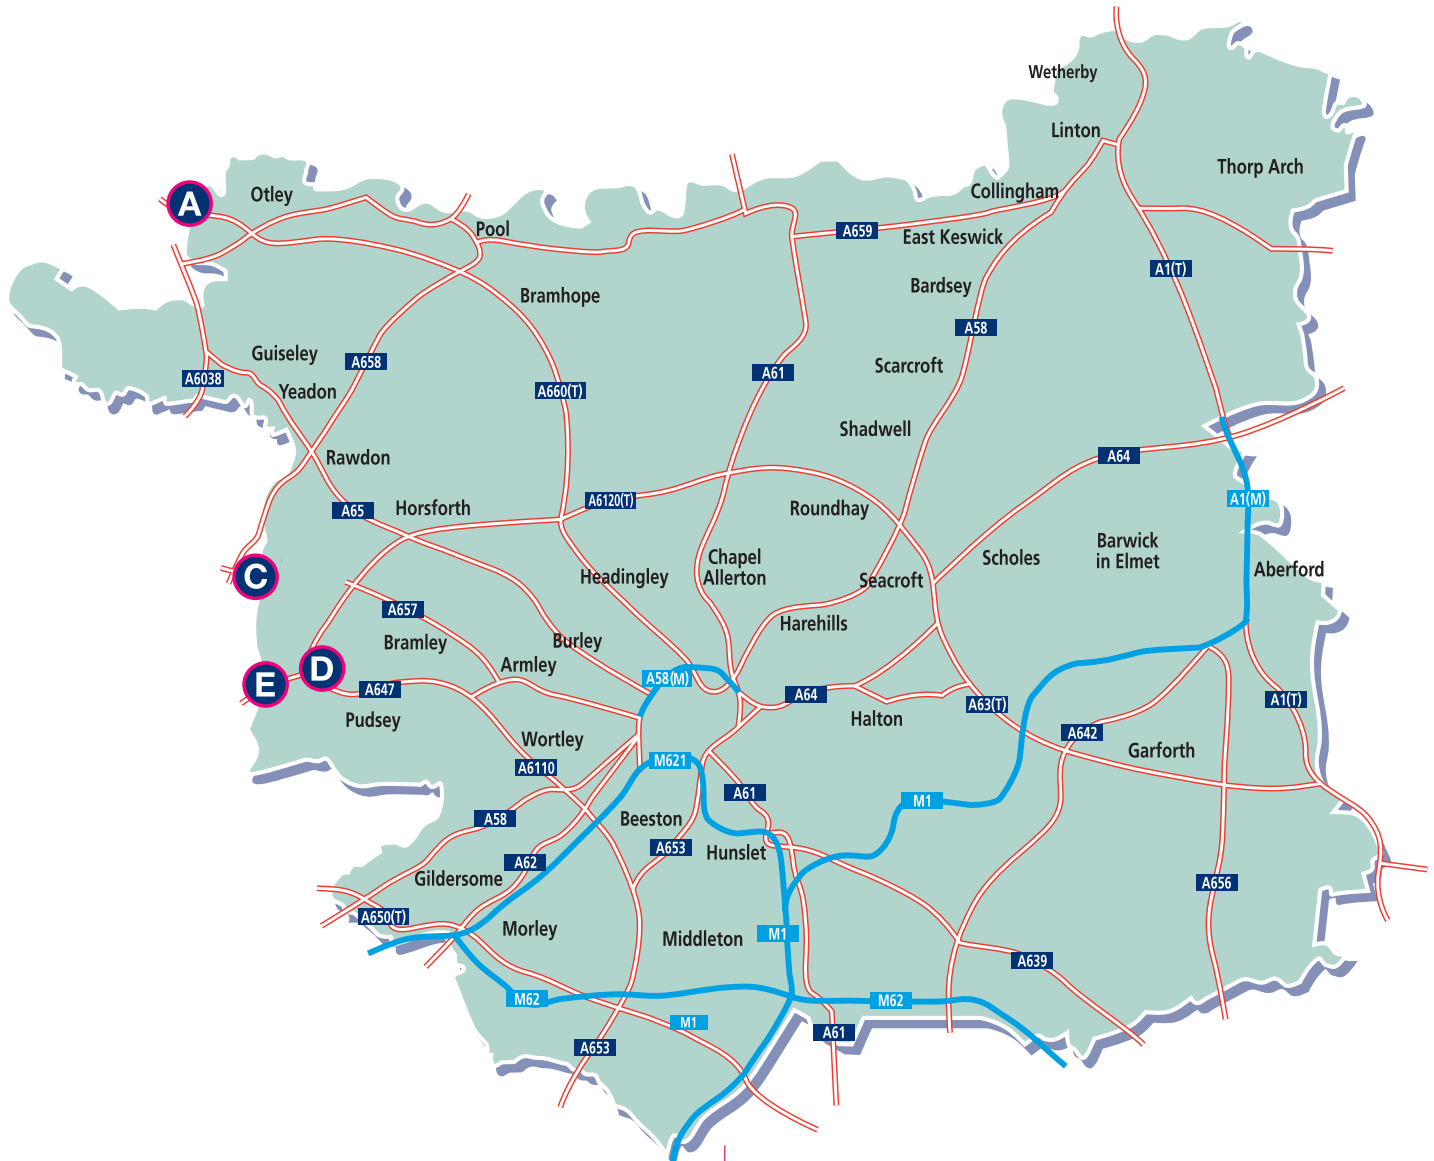 Wetherby
Linton
Thorp Arch
Collingham
A
Otley
Pool
A659
East Keswick
A1(T)
Bardsey
Bramhope
A58
Guiseley
A658
Scarcroft
A6038
A61
Yeadon
A660(T)
Shadwell
Rawdon
A64
A1(M)
A6120(T)
A65
Horsforth
Roundhay
Barwick
in Elmet
Chapel
Allerton
Scholes
Aberford
C
Headingley
Seacroft
A657
Harehills
Bramley
Burley
Armley
D
E
A58(M)
A647
A64
A1(T)
A63(T)
Pudsey
Halton
A642
Wortley
Garforth
M621
A6110
A61
M1
A58
Beeston
A653
Hunslet
A62
Gildersome
A656
A650(T)
Morley
M1
Middleton
A639
M62
M62
M1
A61
A653